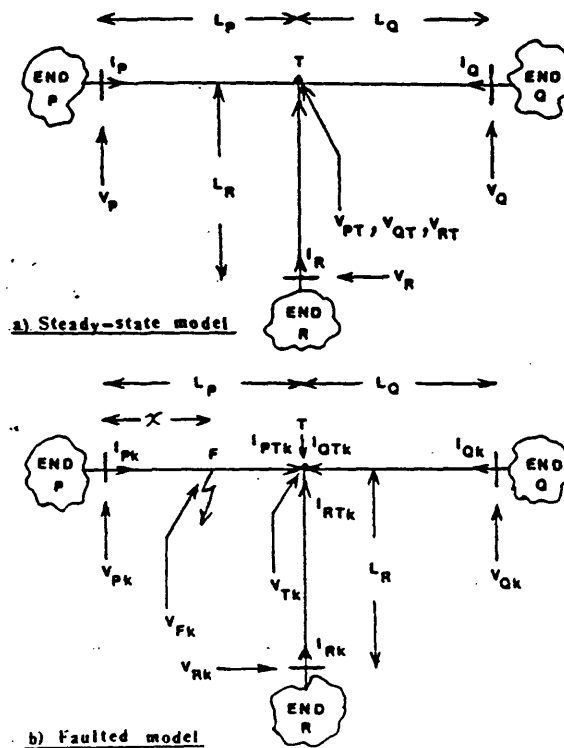 L_P L_Q
END P I_P T I_Q END Q
L_R
V_P V_PT , V_QT , V_RT V_Q
I_R
V_R
END R
a) Steady-state model
L_P L_Q
x T
END P I_Pk F I_PTk I_QTk I_Qk END Q
I_RTk
V_Pk V_Tk L_R V_Qk
V_Fk
V_Rk I_Rk
END R
b) Faulted model